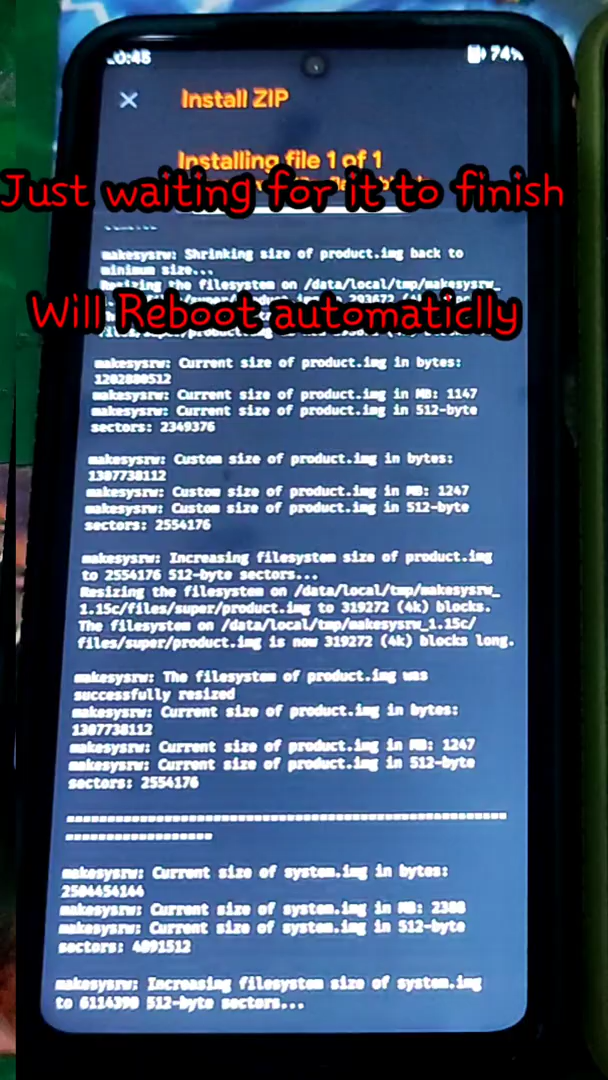 :48
74%
Install ZIP
Installing file 1 of 1
Just waiting for it to finish
makesysrw: Shrinking size of product.img back to
minimum size...
Resizing the filesystem on /data/local/tmp/makesysrw_
Will Reboot automaticlly
makesysrw: Current size of product.img in bytes:
1202880512
makesysrw: Current size of product.img in MB: 1147
makesysrw: Current size of product.img in 512-byte
sectors: 2349376
makesysrw: Custom size of product.img in bytes:
1307738112
makesysrw: Custom size of product.img in MB: 1247
makesysrw: Custom size of product.img in 512-byte
sectors: 2554176
makesysrw: Increasing filesystem size of product.img
to 2554176 512-byte sectors...
Resizing the filesystem on /data/local/tmp/makesysrw_
1.15c/files/super/product.img to 319272 (4k) blocks.
The filesystem on /data/local/tmp/makesysrw_1.15c/
files/super/product.img is now 319272 (4k) blocks long.
makesysrw: The filesystem of product.img was
successfully resized
makesysrw: Current size of product.img in bytes:
1307738112
makesysrw: Current size of product.img in MB: 1247
makesysrw: Current size of product.img in 512-byte
sectors: 2554176
makesysrw: Current size of system.img in bytes:
2504454144
makesysrw: Current size of system.img in MB: 2388
makesysrw: Current size of system.img in 512-byte
sectors: 4891512
makesysrw: Increasing filesystem size of system.img
to 6114390 512-byte sectors...